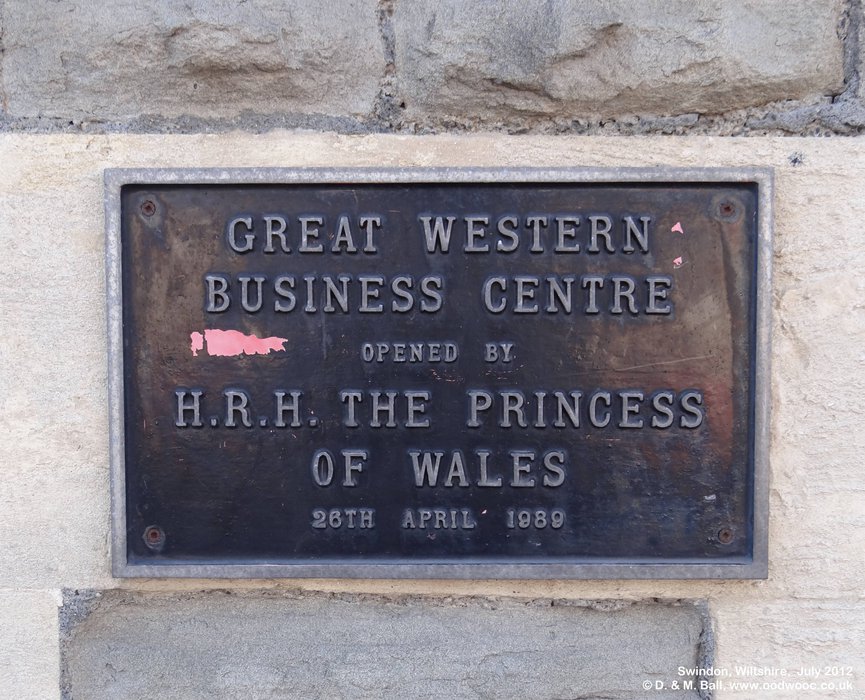 GREAT WESTERN
BUSINESS CENTRE
OPENED BY
H.R.H. THE PRINCESS
OF WALES
26TH APRIL 1989
Swindon, Wiltshire, July 2012
© D. & M. Ball, www.oodwooc.co.uk